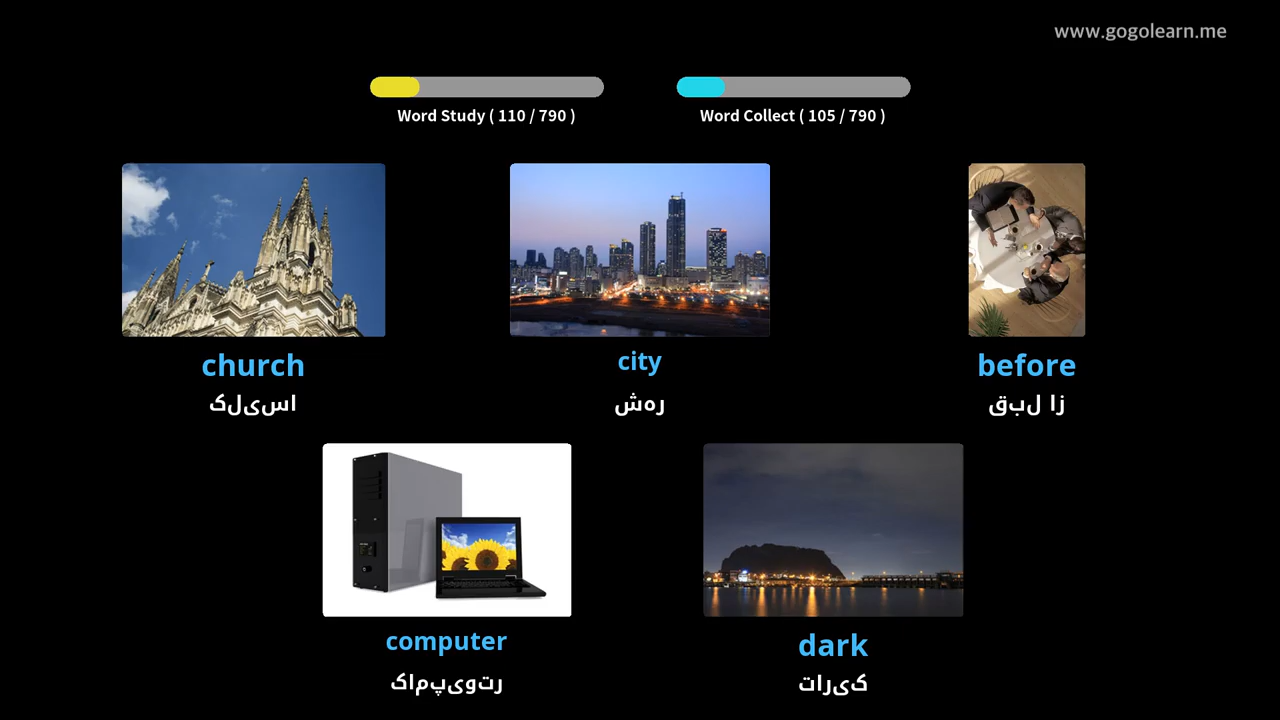 www.gogolearn.me
Word Study ( 110 / 790 )
Word Collect ( 105 / 790 )
church
اسیلک
city
رهش
before
زا لبق
computer
رتویپماک
dark
کیرات